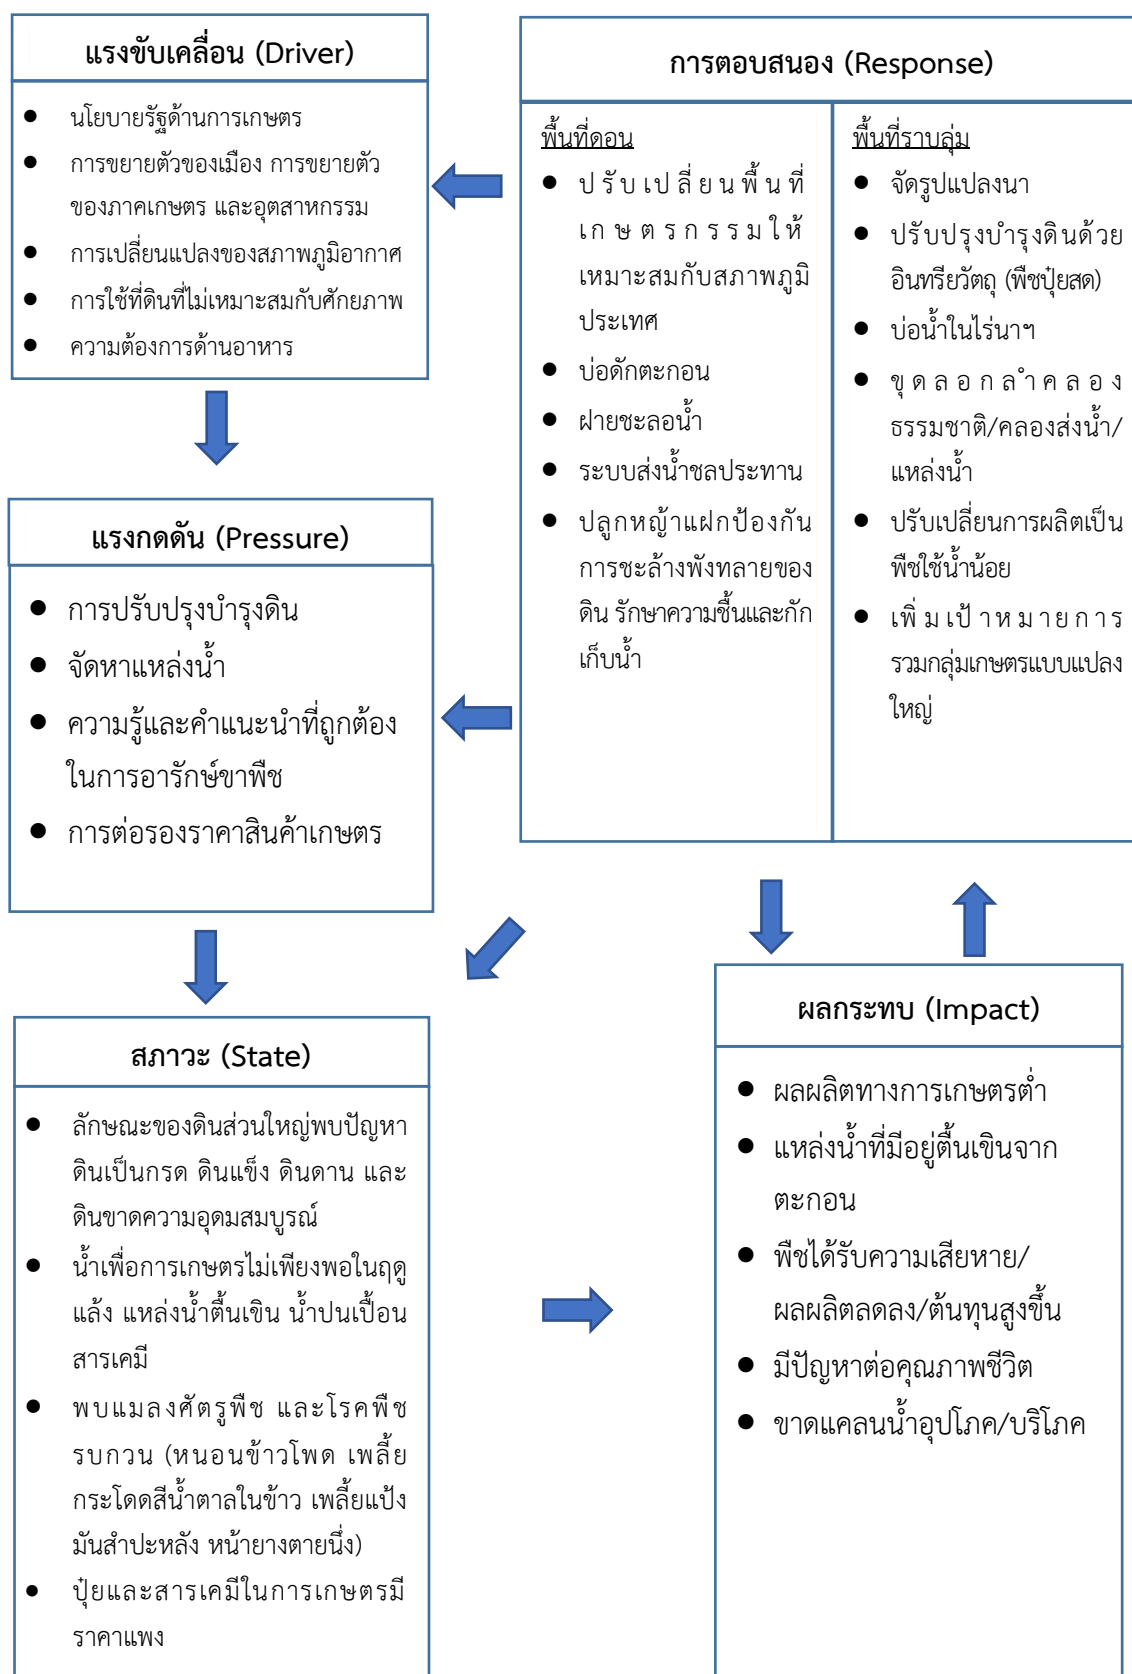 แรงขับเคลื่อน (Driver)
● นโยบายรัฐด้านการเกษตร
● การขยายตัวของเมือง การขยายตัว
ของภาคเกษตร และอุตสาหกรรม
● การเปลี่ยนแปลงของสภาพภูมิอากาศ
● การใช้ที่ดินที่ไม่เหมาะสมกับศักยภาพ
● ความต้องการด้านอาหาร
การตอบสนอง (Response)
พื้นที่ดอน
● ปรับเปลี่ยนพื้นที่
เกษตรกรรมให้
เหมาะสมกับสภาพภูมิ
ประเทศ
● บ่อดักตะกอน
● ฝายชะลอน้ำ
● ระบบส่งน้ำชลประทาน
● ปลูกหญ้าแฝกป้องกัน
การชะล้างพังทลายของ
ดิน รักษาความชื้นและกัก
เก็บน้ำ
พื้นที่ราบลุ่ม
● จัดรูปแปลงนา
● ปรับปรุงบำรุงดินด้วย
อินทรียวัตถุ (พืชปุ๋ยสด)
● บ่อน้ำในไร่นาฯ
● ขุดลอกลำคลอง
ธรรมชาติ/คลองส่งน้ำ/
แหล่งน้ำ
● ปรับเปลี่ยนการผลิตเป็น
พืชใช้น้ำน้อย
● เพิ่มเป้าหมายการ
รวมกลุ่มเกษตรแบบแปลง
ใหญ่
แรงกดดัน (Pressure)
● การปรับปรุงบำรุงดิน
● จัดหาแหล่งน้ำ
● ความรู้และคำแนะนำที่ถูกต้อง
ในการอารักษ์ขาพืช
● การต่อรองราคาสินค้าเกษตร
สภาวะ (State)
● ลักษณะของดินส่วนใหญ่พบปัญหา
ดินเป็นกรด ดินแข็ง ดินดาน และ
ดินขาดความอุดมสมบูรณ์
● น้ำเพื่อการเกษตรไม่เพียงพอในฤดู
แล้ง แหล่งน้ำตื้นเขิน น้ำปนเปื้อน
สารเคมี
● พบแมลงศัตรูพืช และโรคพืช
รบกวน (หนอนข้าวโพด เพลี้ย
กระโดดสีน้ำตาลในข้าว เพลี้ยแป้ง
มันสำปะหลัง หน้ายางตายนึ่ง)
● ปุ๋ยและสารเคมีในการเกษตรมี
ราคาแพง
ผลกระทบ (Impact)
● ผลผลิตทางการเกษตรต่ำ
● แหล่งน้ำที่มีอยู่ตื้นเขินจาก
ตะกอน
● พืชได้รับความเสียหาย/
ผลผลิตลดลง/ต้นทุนสูงขึ้น
● มีปัญหาต่อคุณภาพชีวิต
● ขาดแคลนน้ำอุปโภค/บริโภค